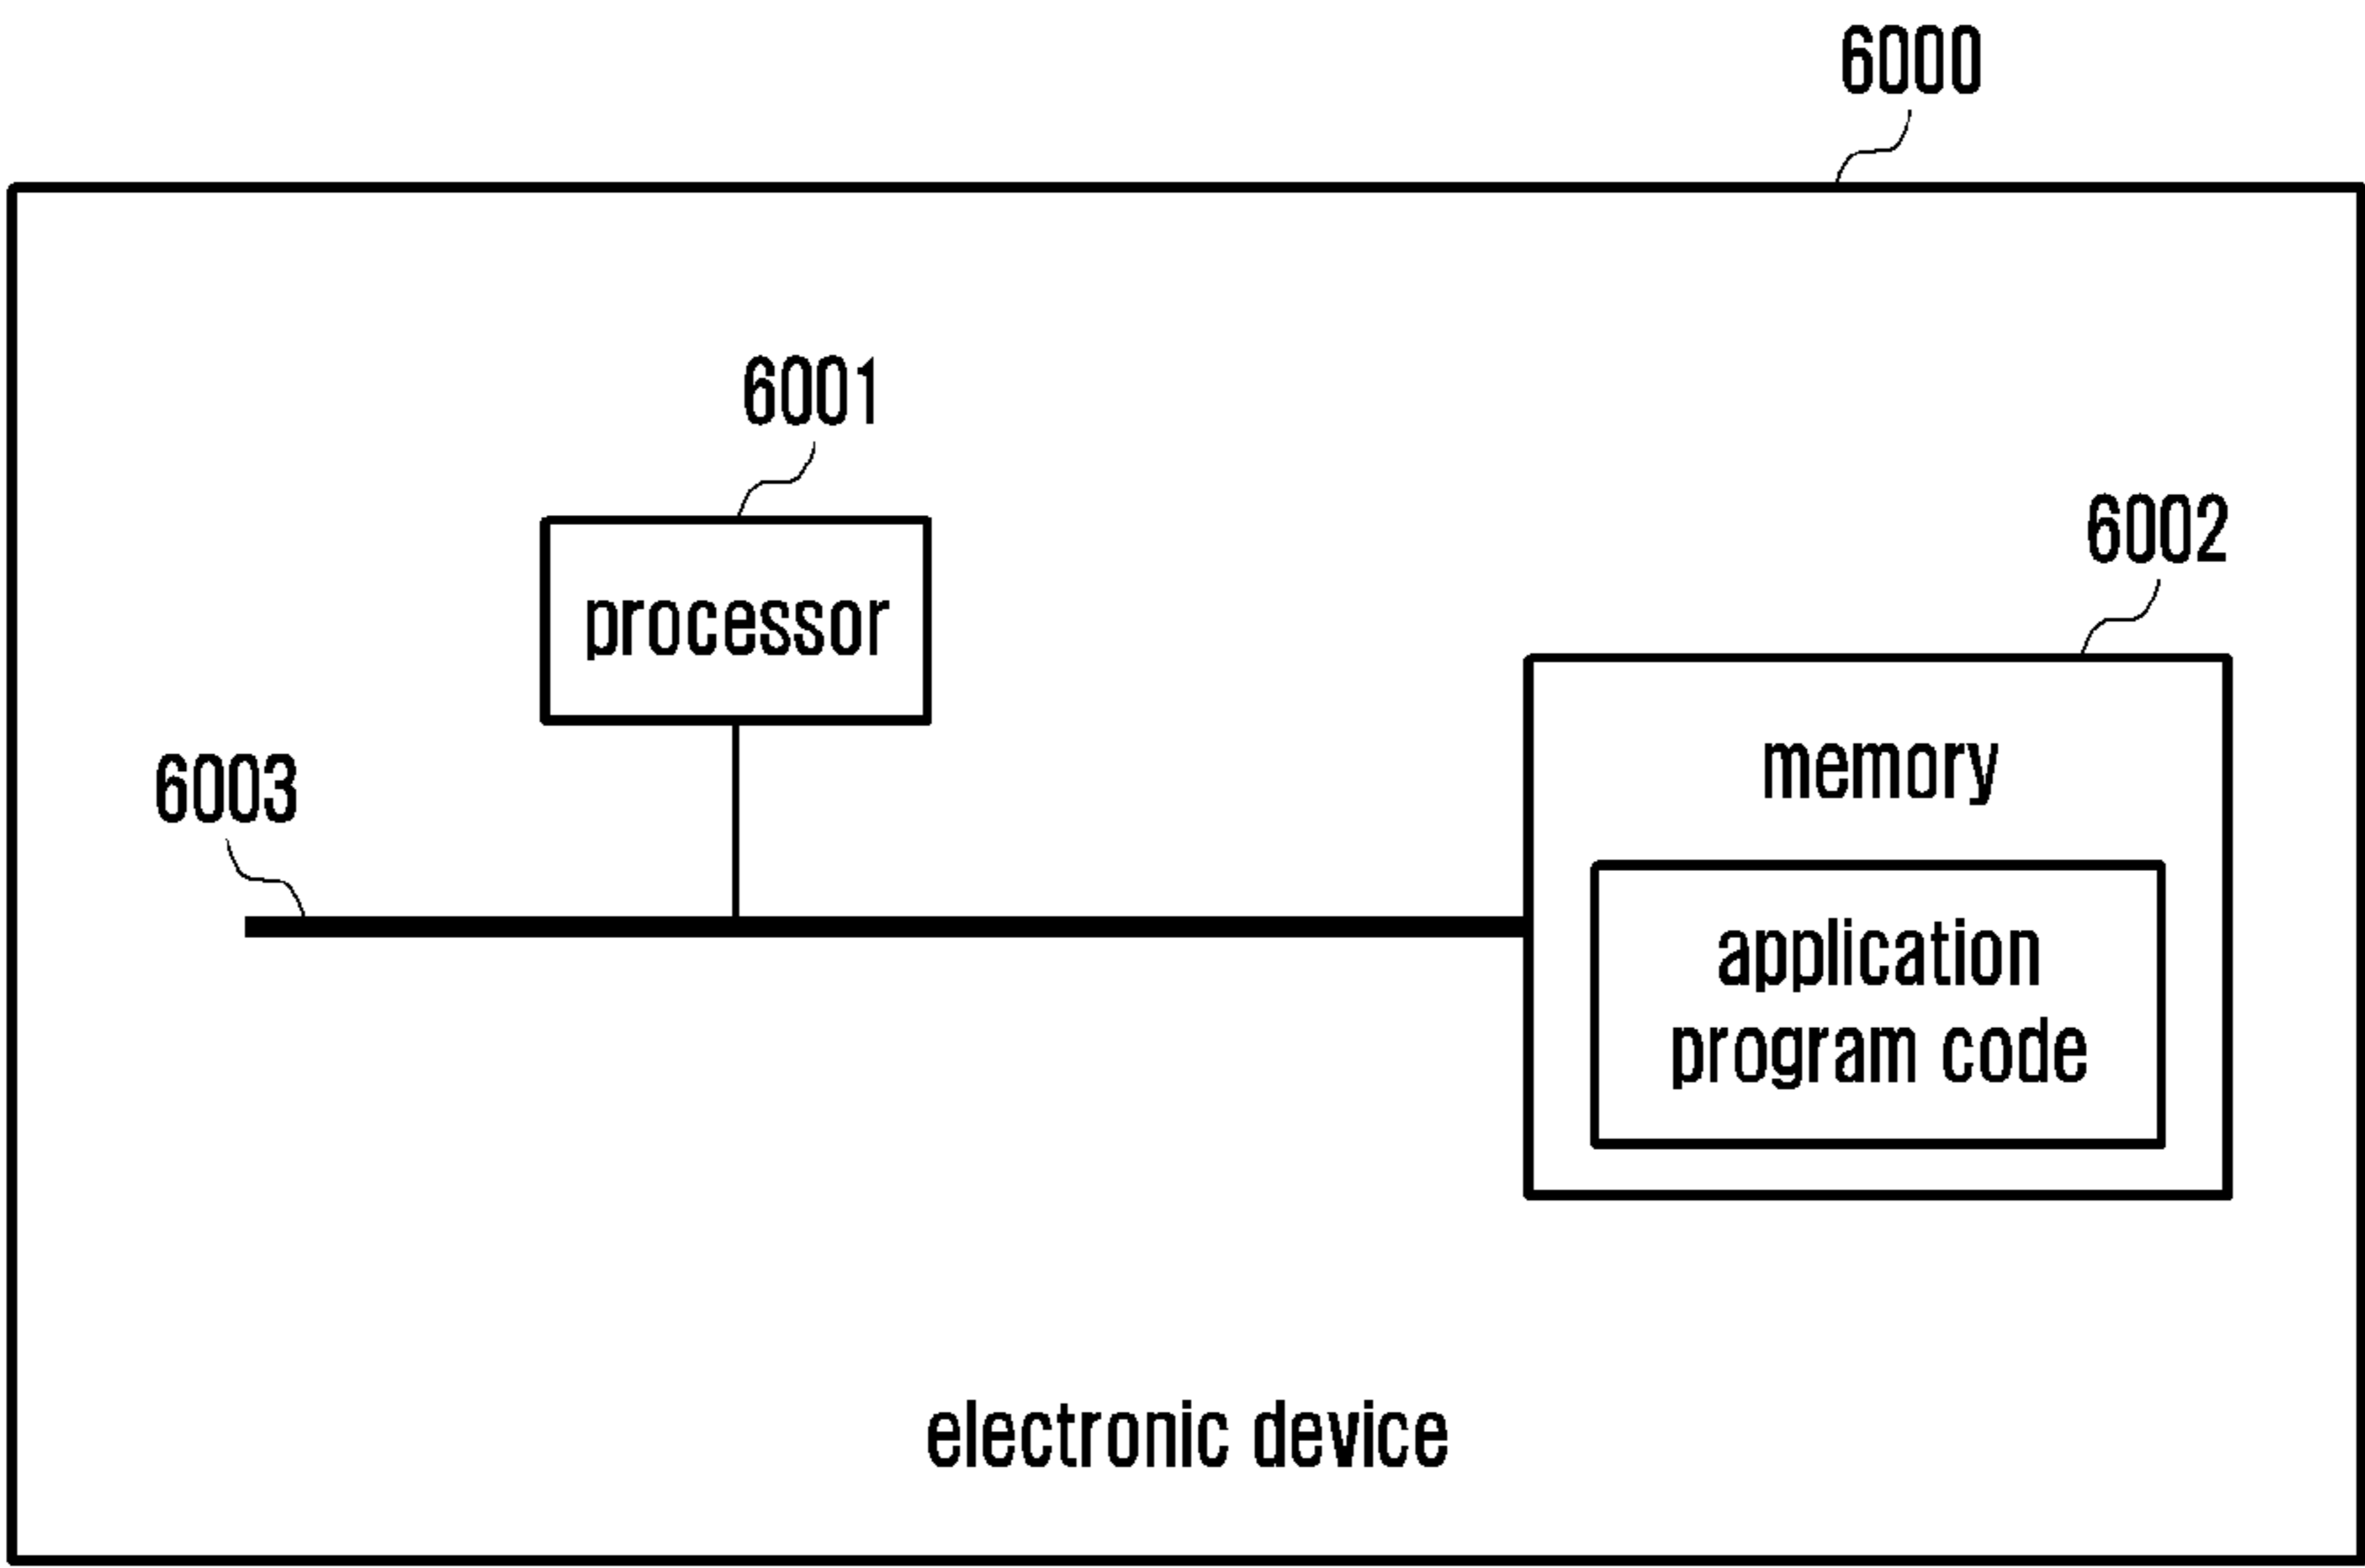 6000
6001
processor
6002
6003
memory
application
program code
electronic device